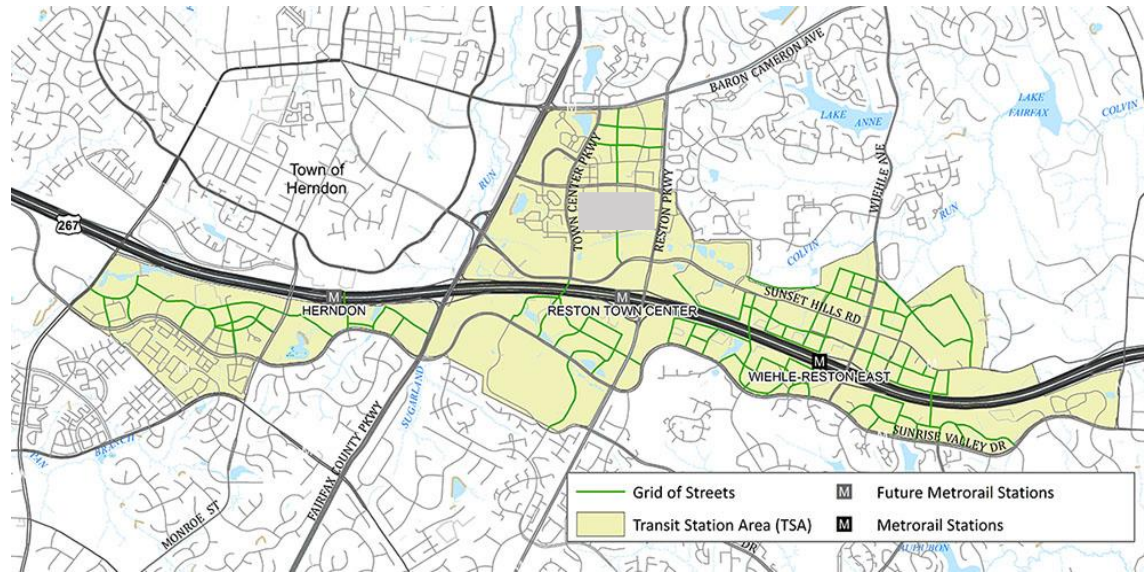 BARON CAMERON AVE
LAKE
FAIRFAX
COLVIN
LAKE
ANNE
Town of
Herndon
RUN
TOWN CENTER PKWY
RESTON PKWY
WIEHLE AVE
RUN
COLVIN
267
M
HERNDON
M
RESTON TOWN CENTER
SUNSET HILLS RD
M
WIEHLE-RESTON EAST
SUGARLAND
FAIRFAX COUNTY PKWY
SUNRISE VALLEY DR
BRANCH
PAN
MONROE ST
DR
Grid of Streets
M Future Metrorail Stations
Transit Station Area (TSA)
M Metrorail Stations